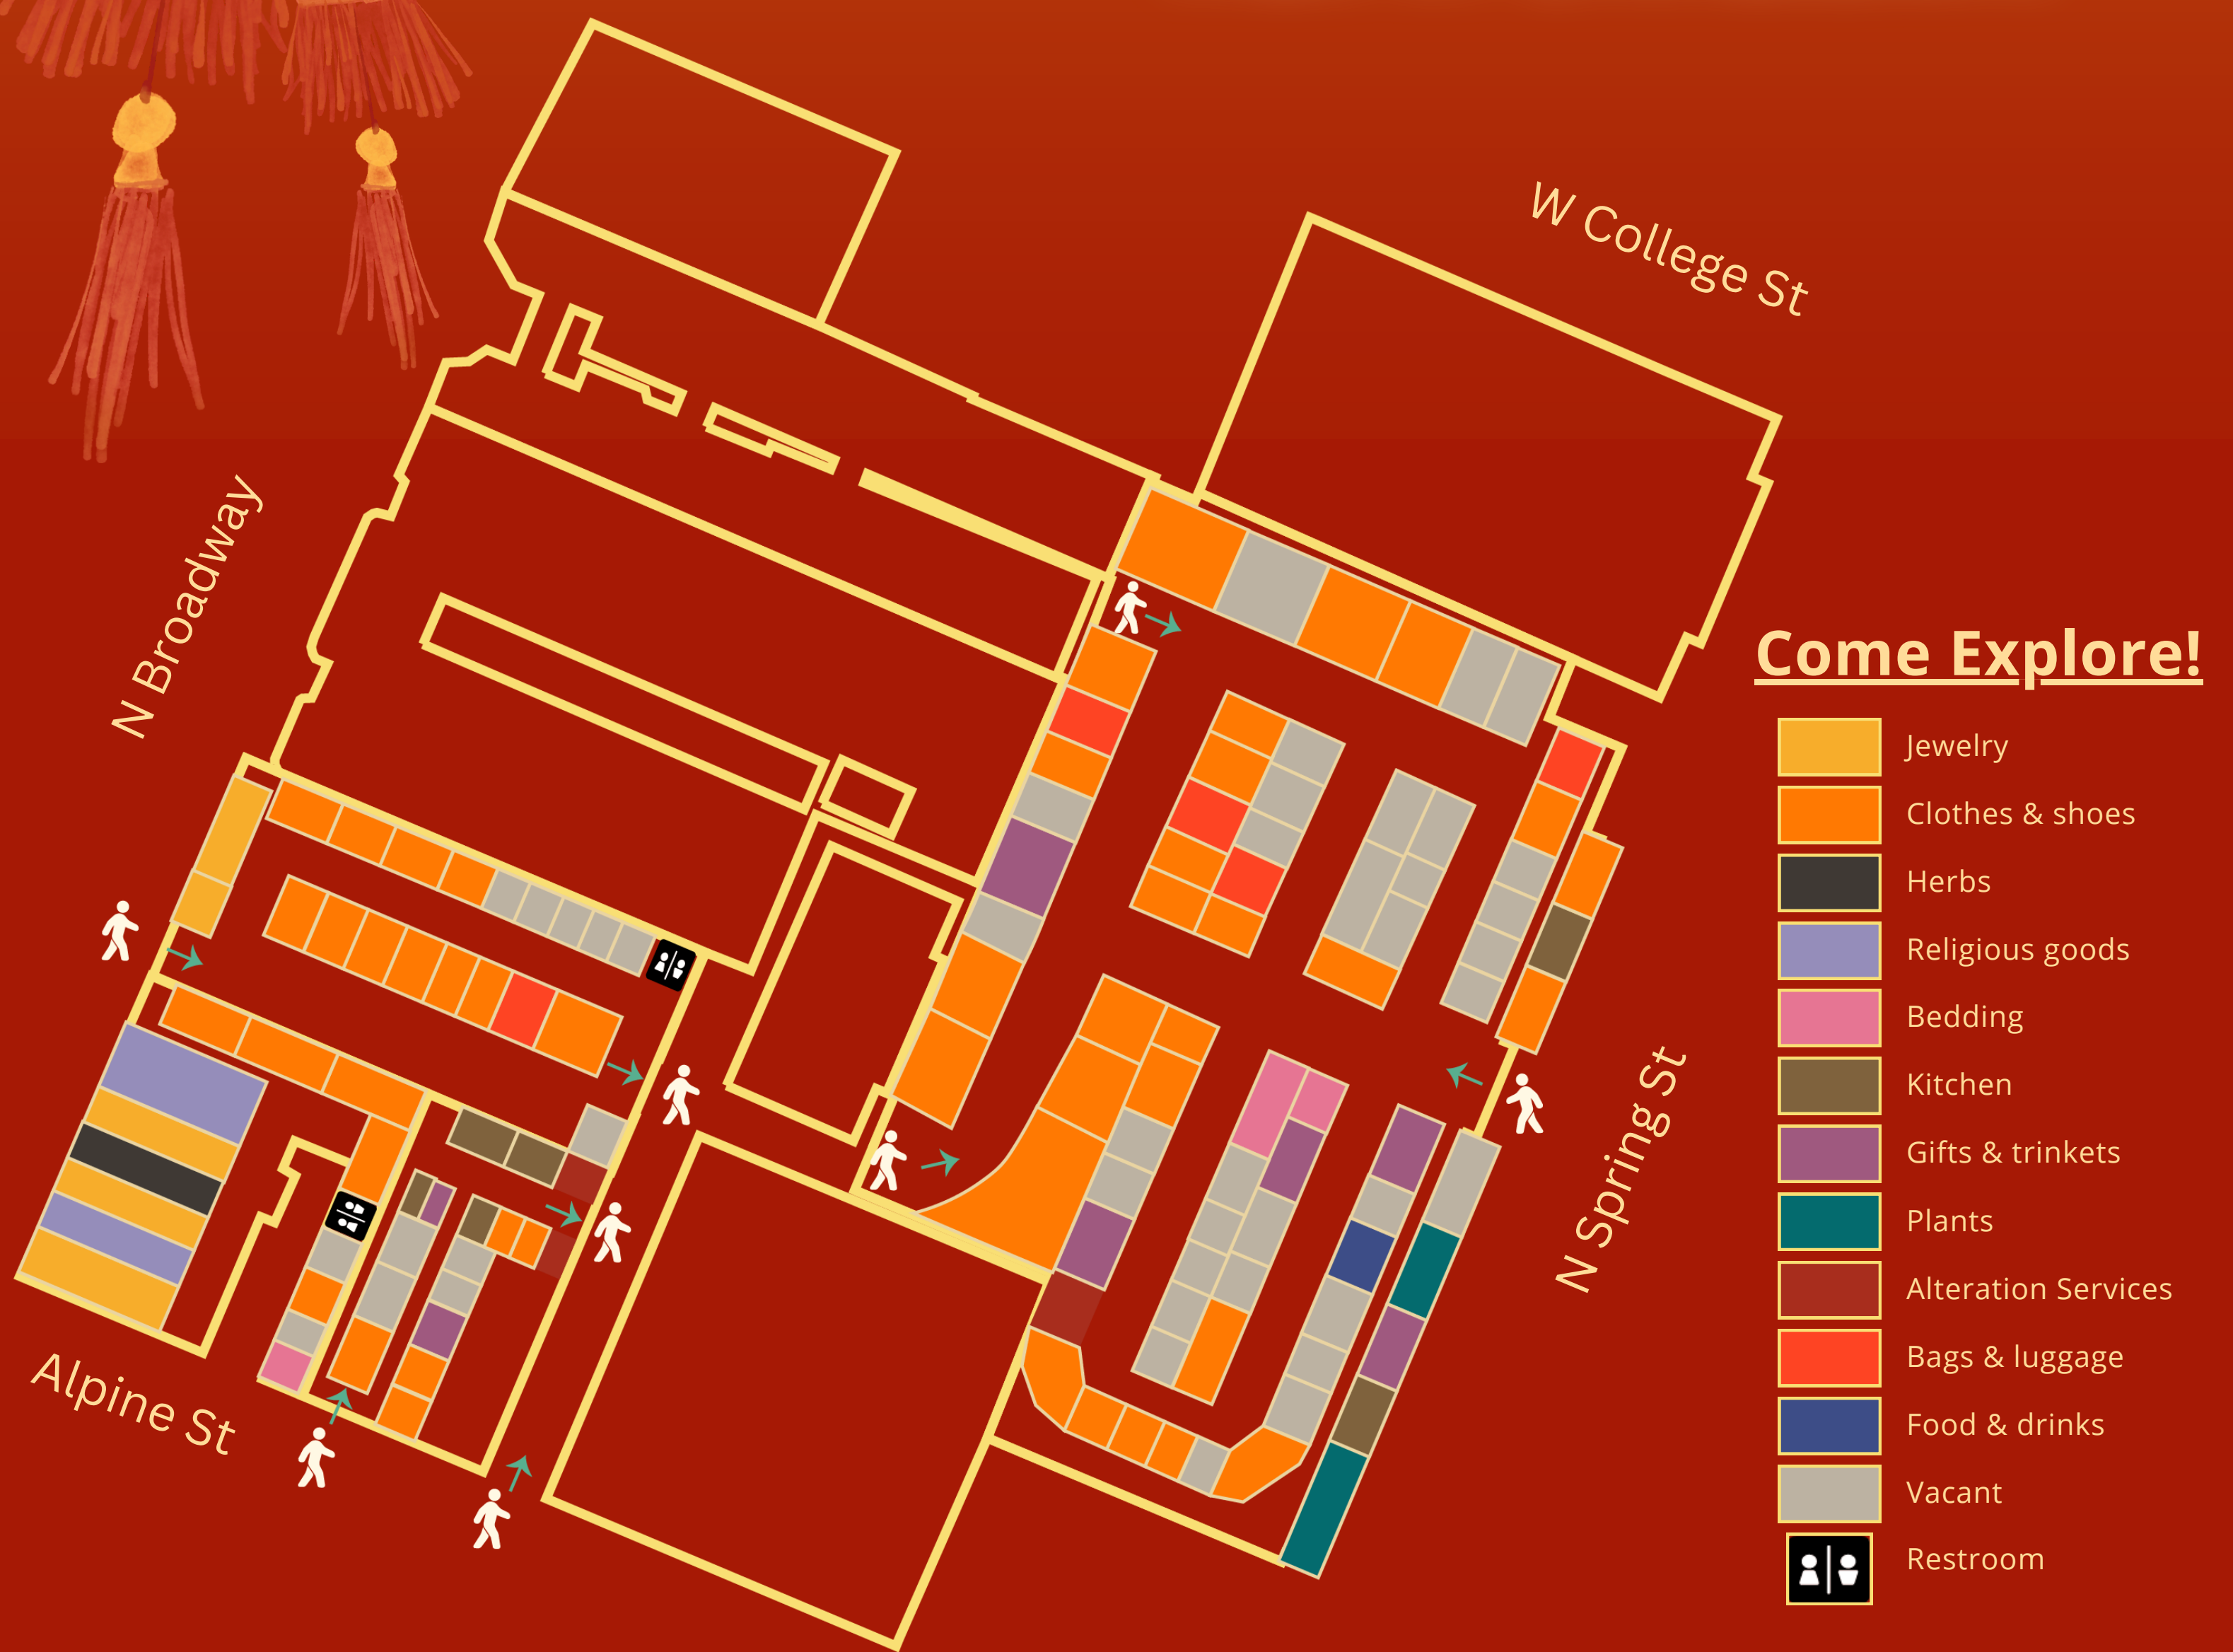 W College St
N Broadway
Come Explore!
Jewelry
Clothes & shoes
Herbs
Religious goods
Bedding
Kitchen
Gifts & trinkets
Plants
Alteration Services
Bags & luggage
Food & drinks
Vacant
Restroom
N Spring St
Alpine St